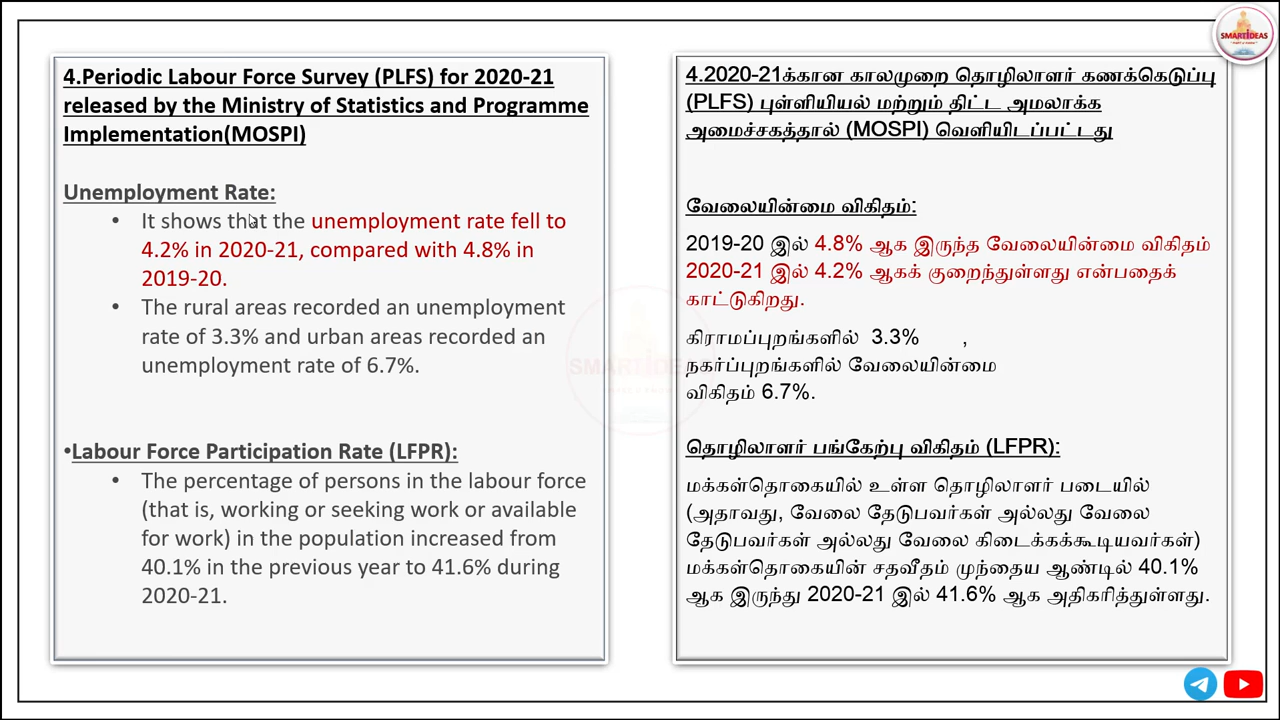 4.Periodic Labour Force Survey (PLFS) for 2020-21
released by the Ministry of Statistics and Programme
Implementation(MOSPI)
Unemployment Rate:
• It shows that the unemployment rate fell to
4.2% in 2020-21, compared with 4.8% in
2019-20.
• The rural areas recorded an unemployment
rate of 3.3% and urban areas recorded an
unemployment rate of 6.7%.
•Labour Force Participation Rate (LFPR):
• The percentage of persons in the labour force
(that is, working or seeking work or available
for work) in the population increased from
40.1% in the previous year to 41.6% during
2020-21.
4.2020-21க்கான காலமுறை தொழிலாளர் கணக்கெடுப்பு
(PLFS) புள்ளியியல் மற்றும் திட்ட அமலாக்க
அமைச்சகத்தால் (MOSPI) வெளியிடப்பட்டது
வேலையின்மை விகிதம்:
2019-20 இல் 4.8% ஆக இருந்த வேலையின்மை விகிதம்
2020-21 இல் 4.2% ஆகக் குறைந்துள்ளது என்பதைக்
காட்டுகிறது.
கிராமப்புறங்களில் 3.3% ,
நகர்ப்புறங்களில் வேலையின்மை
விகிதம் 6.7%.
தொழிலாளர் பங்கேற்பு விகிதம் (LFPR):
மக்கள்தொகையில் உள்ள தொழிலாளர் படையில்
(அதாவது, வேலை தேடுபவர்கள் அல்லது வேலை
தேடுபவர்கள் அல்லது வேலை கிடைக்கக்கூடியவர்கள்)
மக்கள்தொகையின் சதவீதம் முந்தைய ஆண்டில் 40.1%
ஆக இருந்து 2020-21 இல் 41.6% ஆக அதிகரித்துள்ளது.
SMART IDEAS
SMART IDEAS